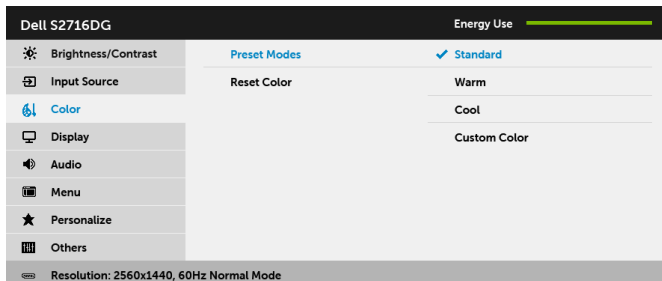 Dell S2716DG Energy Use
Brightness/Contrast Preset Modes Standard
Input Source Reset Color Warm
Color Cool
Display Custom Color
Audio
Menu
Personalize
Others
Resolution: 2560x1440, 60Hz Normal Mode